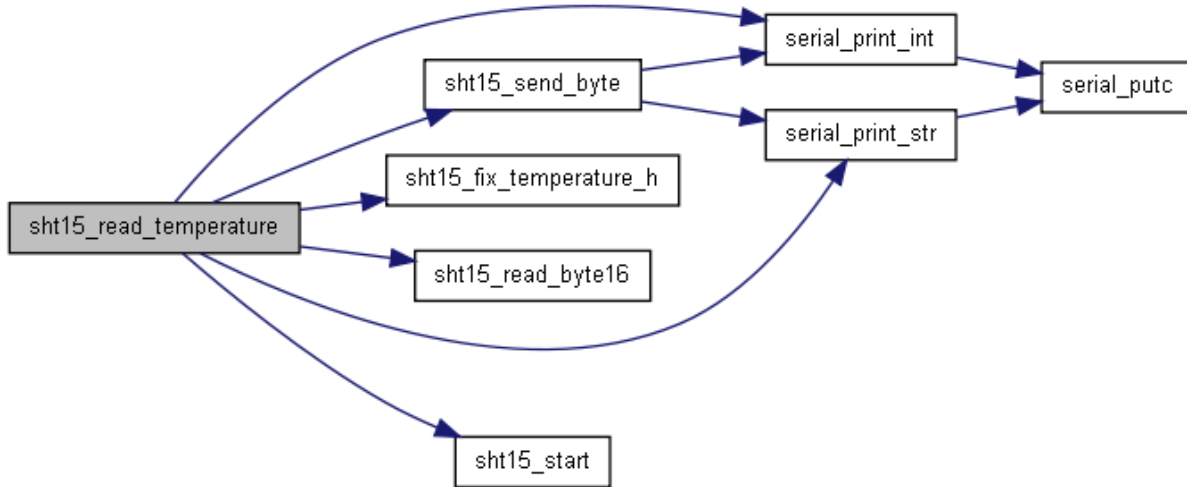 serial_print_int
sht15_send_byte
serial_putc
serial_print_str
sht15_fix_temperature_h
sht15_read_temperature
sht15_read_byte16
sht15_start